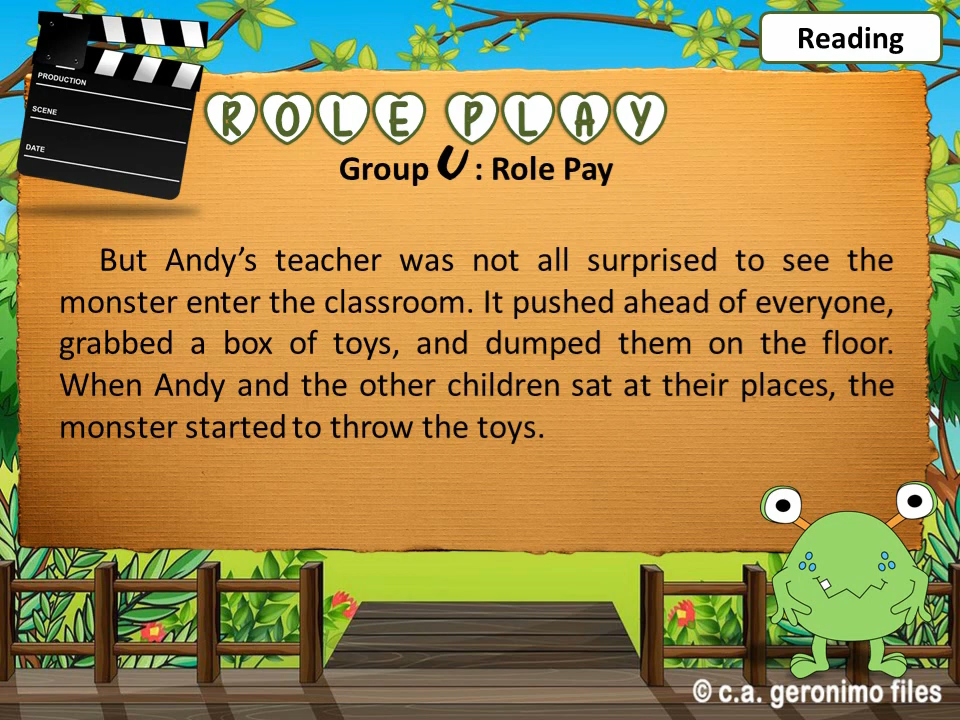 Reading
PRODUCTION
SCENE
DATE
ROLE PLAY
Group U : Role Pay
But Andy’s teacher was not all surprised to see the
monster enter the classroom. It pushed ahead of everyone,
grabbed a box of toys, and dumped them on the floor.
When Andy and the other children sat at their places, the
monster started to throw the toys.
© c.a. geronimo files